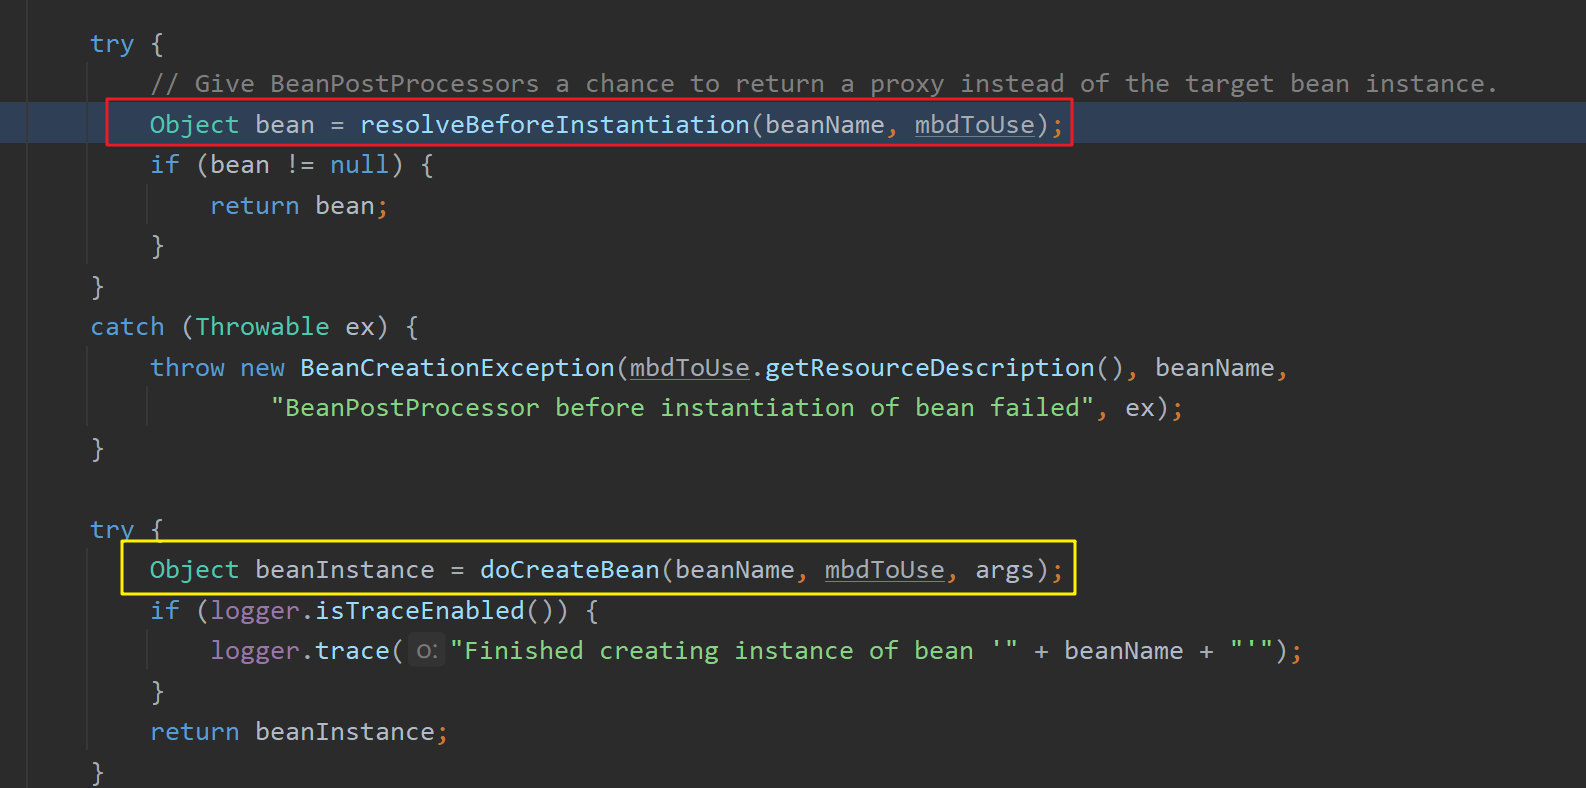 try {
// Give BeanPostProcessors a chance to return a proxy instead of the target bean instance.
Object bean = resolveBeforeInstantiation(beanName, mbdToUse);
if (bean != null) {
return bean;
}
}
catch (Throwable ex) {
throw new BeanCreationException(mbdToUse.getResourceDescription(), beanName,
"BeanPostProcessor before instantiation of bean failed", ex);
}
try {
Object beanInstance = doCreateBean(beanName, mbdToUse, args);
if (logger.isTraceEnabled()) {
logger.trace( o: "Finished creating instance of bean '" + beanName + "'");
}
return beanInstance;
}